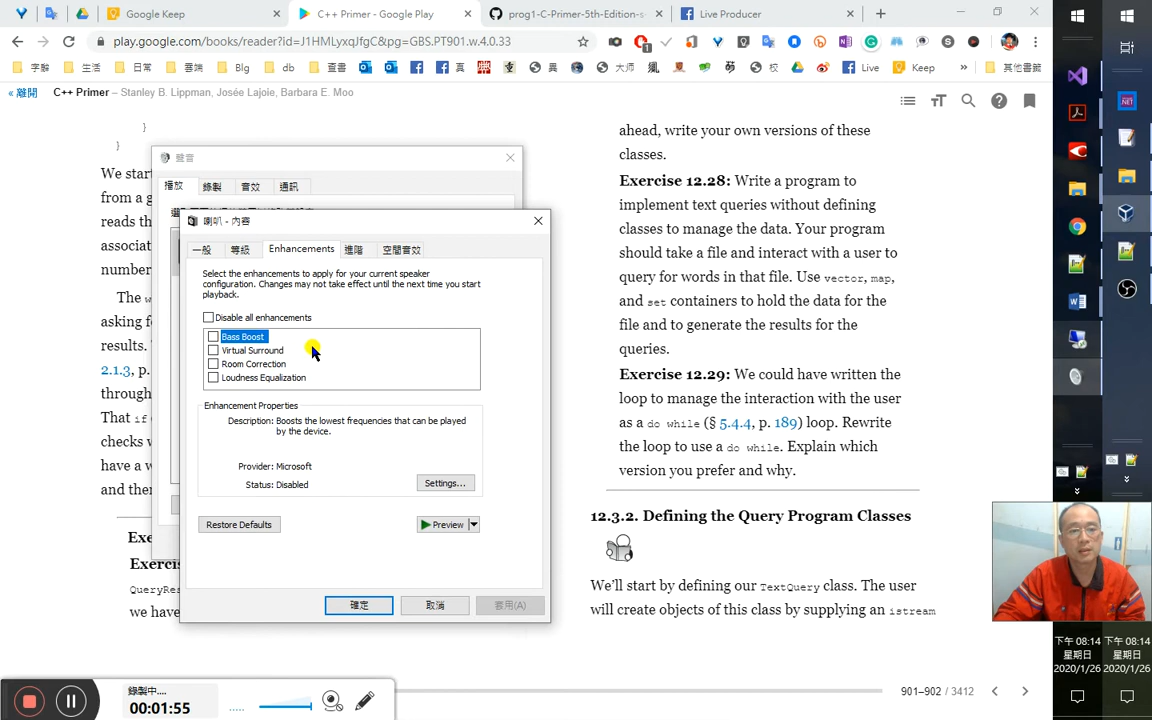 Google Keep
C++ Primer - Google Play
prog1-C-Primer-5th-Edition-s
Live Producer
play.google.com/books/reader?id=J1HMLyxqJfgC&pg=GBS.PT901.w.4.0.33
字辭
生活
日常
雲端
Blg
db
查書
真
異
大师
权
Live
Keep
»
其他書籤
« 離開
C++ Primer – Stanley B. Lippman, Josée Lajoie, Barbara E. Moo
}
}
We star
from a g
reads th
associat
number
The w
asking fo
results.
2.1.3, p.
through
That if
checks w
have a w
and then
Exe
Exercis
QueryRes
we have
聲音
播放
錄製
音效
通訊
喇叭 - 內容
一般
等級
Enhancements
進階
空間音效
Select the enhancements to apply for your current speaker
configuration. Changes may not take effect until the next time you start
playback.
Disable all enhancements
Bass Boost
Virtual Surround
Room Correction
Loudness Equalization
Enhancement Properties
Description: Boosts the lowest frequencies that can be played
by the device.
Provider: Microsoft
Status: Disabled
Settings...
Restore Defaults
Preview
確定
取消
套用(A)
ahead, write your own versions of these
classes.
Exercise 12.28: Write a program to
implement text queries without defining
classes to manage the data. Your program
should take a file and interact with a user to
query for words in that file. Use vector, map,
and set containers to hold the data for the
file and to generate the results for the
queries.
Exercise 12.29: We could have written the
loop to manage the interaction with the user
as a do while (§ 5.4.4, p. 189) loop. Rewrite
the loop to use a do while. Explain which
version you prefer and why.
12.3.2. Defining the Query Program Classes
We'll start by defining our TextQuery class. The user
will create objects of this class by supplying an istream
901–902 / 3412
錄製中....
00:01:55
下午 08:14
星期日
2020/1/26
下午 08:14
星期日
2020/1/26